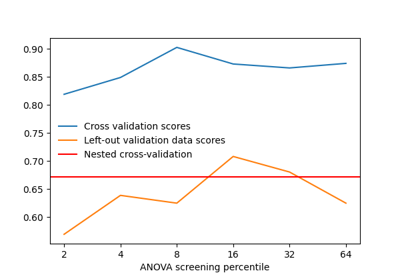 0.90
0.85
0.80
0.75
0.70
0.65
0.60
Cross validation scores
Left-out validation data scores
Nested cross-validation
2 4 8 16 32 64
ANOVA screening percentile